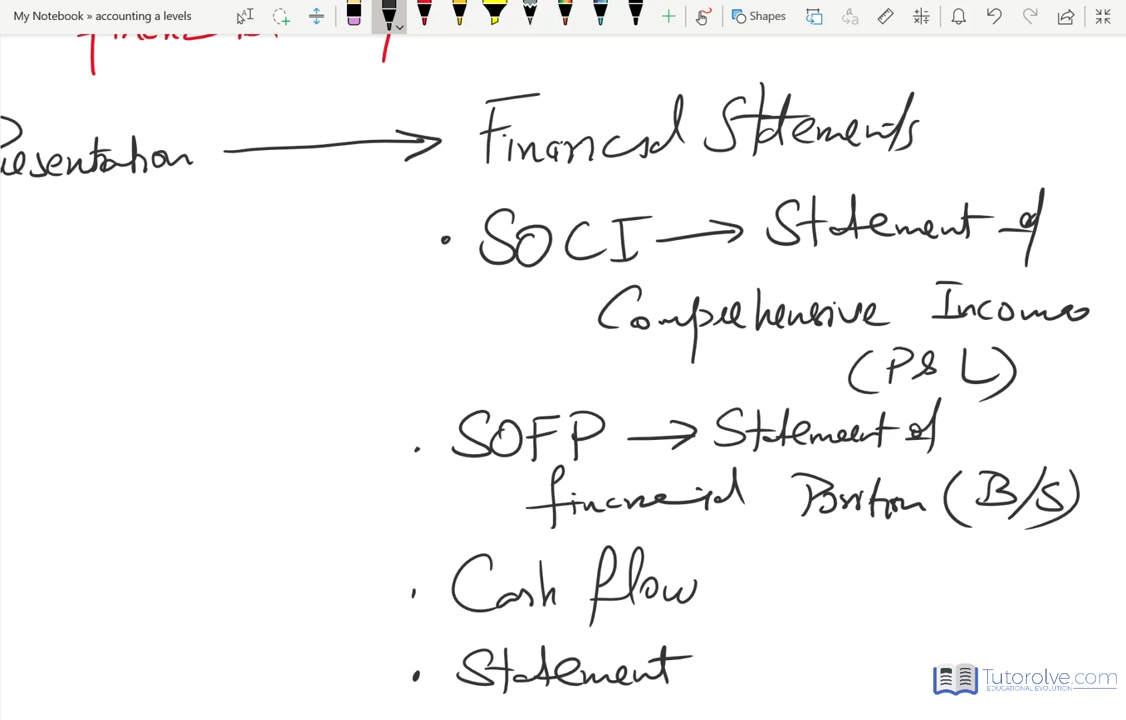 My Notebook » accounting a levels
Shapes
Presentation → Financial Statements
• SOCI → Statement of
Comprehensive Income
(P & L)
• SOFP → Statement of
financial Position (B/S)
• Cash flow
• Statement
Tutorolve.com
EDUCATIONAL EVOLUTION